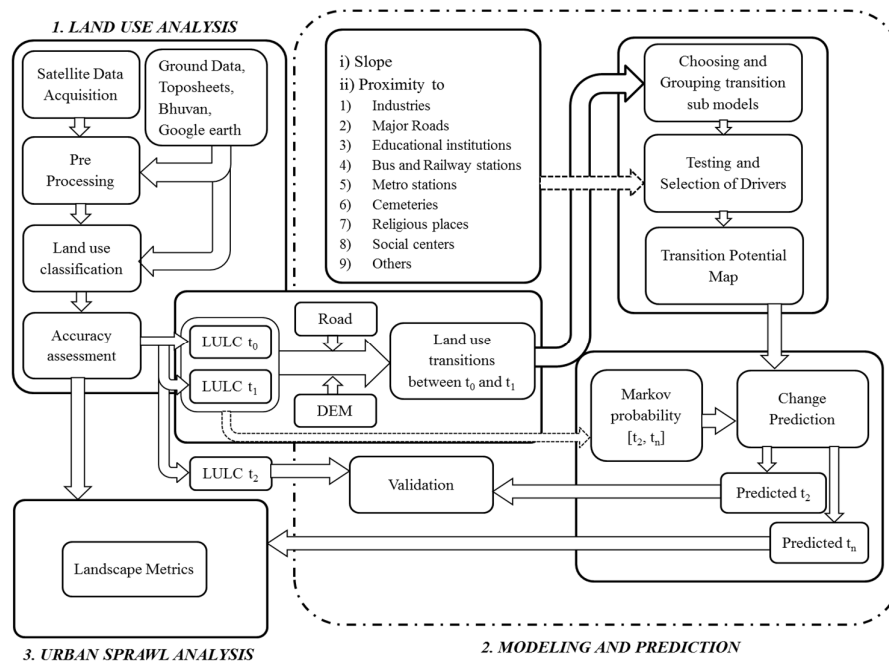 1. LAND USE ANALYSIS
Satellite Data
Acquisition
Ground Data,
Toposheets,
Bhuvan,
Google earth
Pre
Processing
Land use
classification
Accuracy
assessment
i) Slope
ii) Proximity to
1) Industries
2) Major Roads
3) Educational institutions
4) Bus and Railway stations
5) Metro stations
6) Cemeteries
7) Religious places
8) Social centers
9) Others
Choosing and
Grouping transition
sub models
Testing and
Selection of Drivers
Transition Potential
Map
LULC t₀
LULC t₁
Road
DEM
Land use
transitions
between t₀ and t₁
Markov
probability
[t₂, tₙ]
Change
Prediction
LULC t₂
Validation
Predicted t₂
Predicted tₙ
Landscape Metrics
3. URBAN SPRAWL ANALYSIS
2. MODELING AND PREDICTION